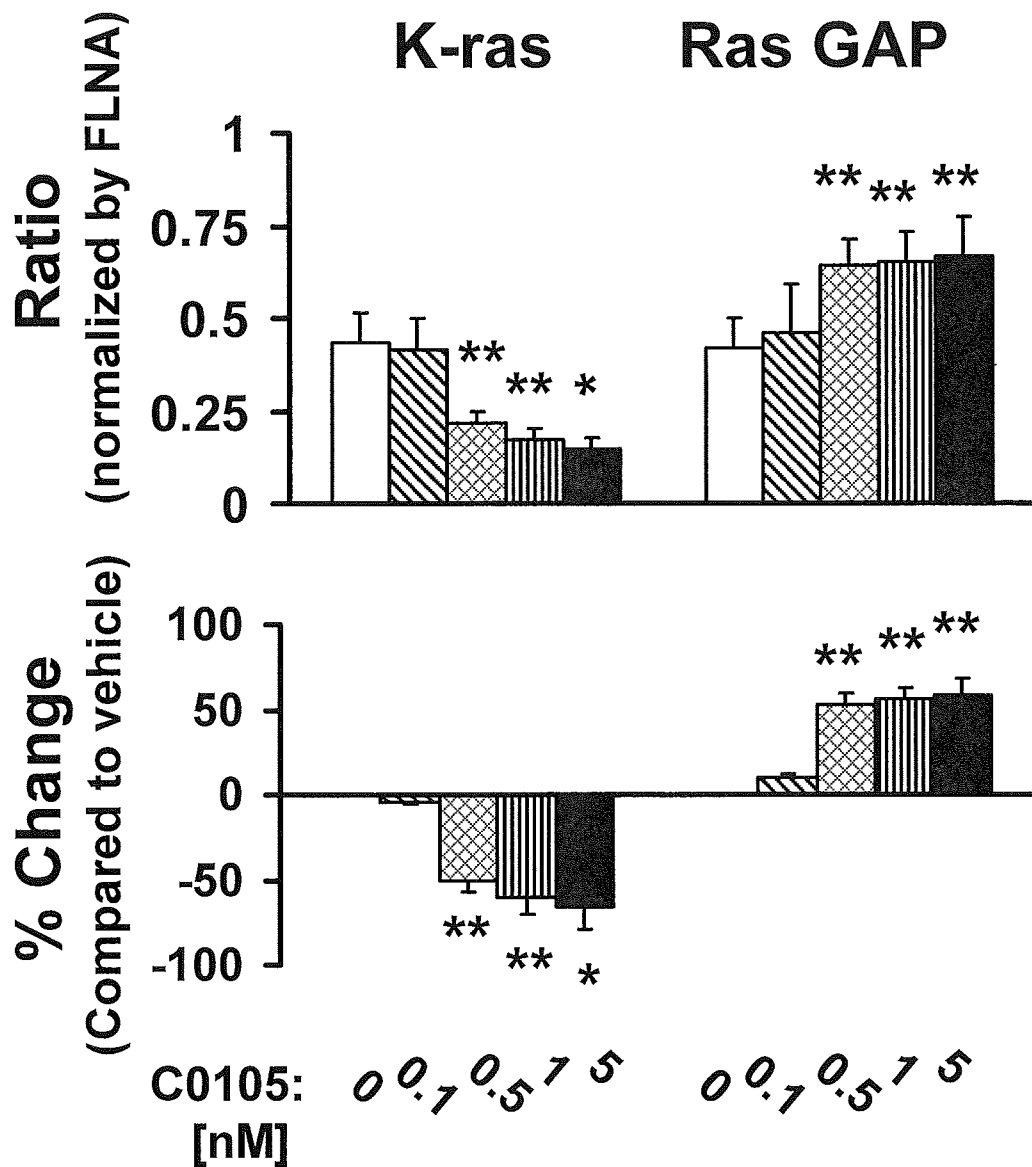 K-ras Ras GAP
Ratio
(normalized by FLNA)
1
0.75
0.5
0.25
0
** ** *
** ** **
% Change
(Compared to vehicle)
100
50
0
-50
-100
** ** *
** ** **
C0105: 0 0.1 0.5 1 5 0 0.1 0.5 1 5
[nM]